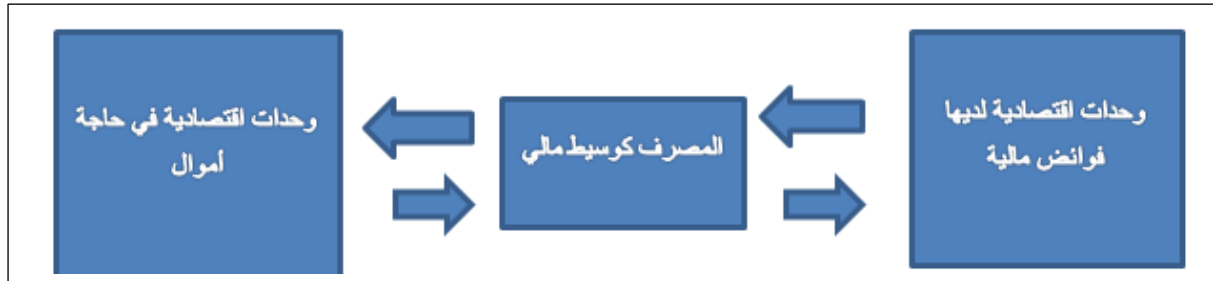 وحدات اقتصادية لديها
فوائض مالية
المصرف كوسيط مالي
وحدات اقتصادية في حاجة
أموال